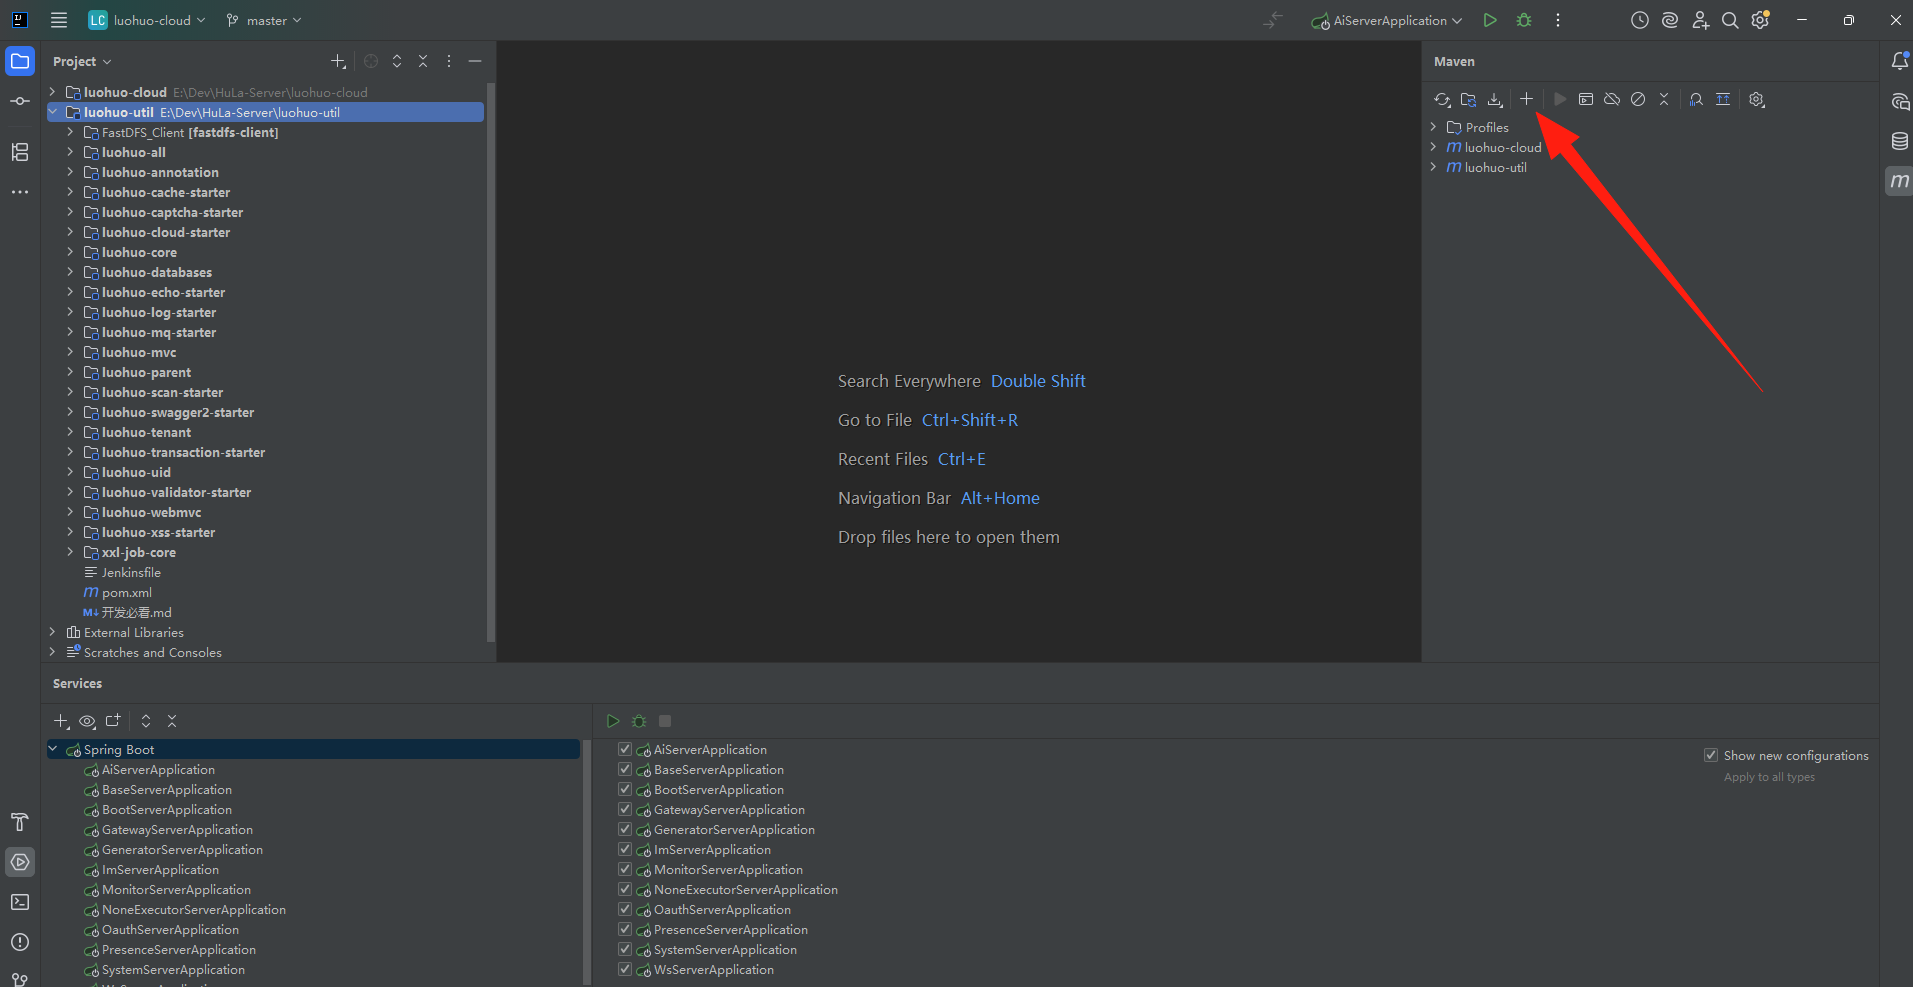 LC luohuo-cloud master AiServerApplication
Project
luohuo-cloud E:\Dev\HuLa-Server\luohuo-cloud
luohuo-util E:\Dev\HuLa-Server\luohuo-util
FastDFS_Client [fastdfs-client]
luohuo-all
luohuo-annotation
luohuo-cache-starter
luohuo-captcha-starter
luohuo-cloud-starter
luohuo-core
luohuo-databases
luohuo-echo-starter
luohuo-log-starter
luohuo-mq-starter
luohuo-mvc
luohuo-parent
luohuo-scan-starter
luohuo-swagger2-starter
luohuo-tenant
luohuo-transaction-starter
luohuo-uid
luohuo-validator-starter
luohuo-webmvc
luohuo-xss-starter
xxl-job-core
Jenkinsfile
m pom.xml
M↓ 开发必看.md
External Libraries
Scratches and Consoles
Search Everywhere Double Shift
Go to File Ctrl+Shift+R
Recent Files Ctrl+E
Navigation Bar Alt+Home
Drop files here to open them
Maven
Profiles
m luohuo-cloud
m luohuo-util
m
Services
Spring Boot
AiServerApplication
BaseServerApplication
BootServerApplication
GatewayServerApplication
GeneratorServerApplication
ImServerApplication
MonitorServerApplication
NoneExecutorServerApplication
OauthServerApplication
PresenceServerApplication
SystemServerApplication
AiServerApplication
BaseServerApplication
BootServerApplication
GatewayServerApplication
GeneratorServerApplication
ImServerApplication
MonitorServerApplication
NoneExecutorServerApplication
OauthServerApplication
PresenceServerApplication
SystemServerApplication
WsServerApplication
Show new configurations
Apply to all types